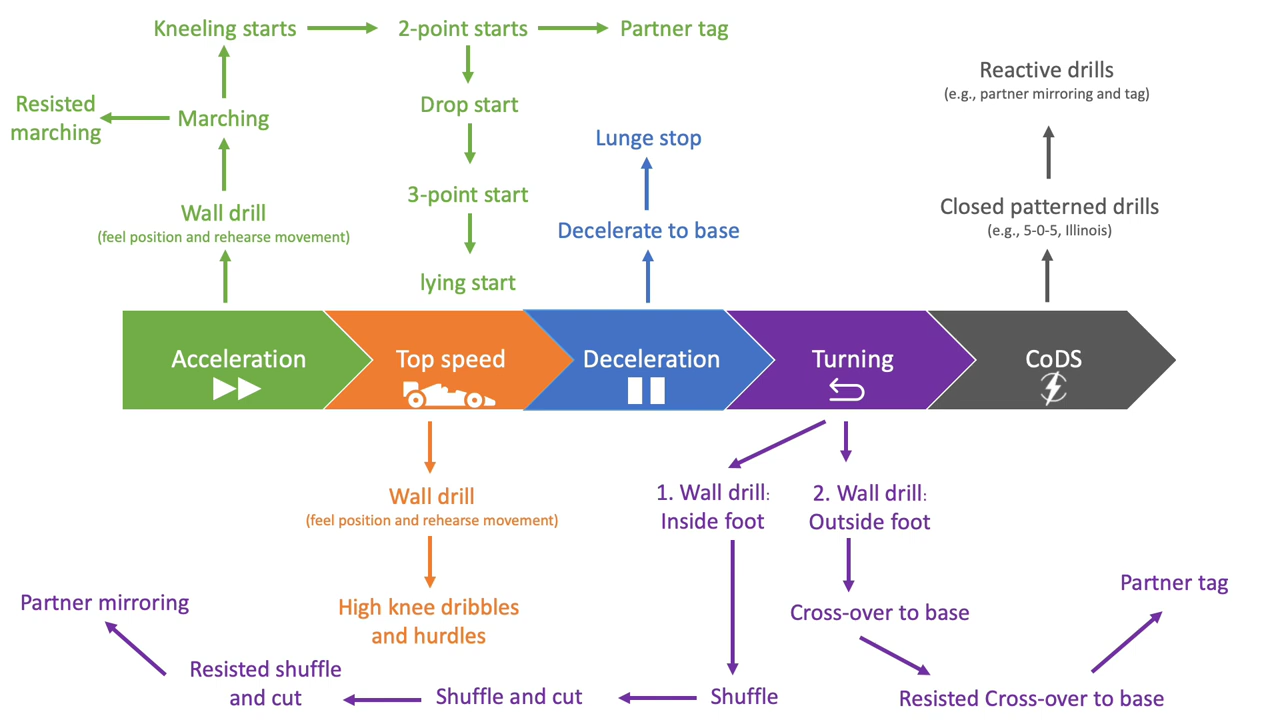 Kneeling starts
2-point starts
Partner tag
Reactive drills
(e.g., partner mirroring and tag)
Resisted
marching
Marching
Drop start
Lunge stop
3-point start
Wall drill
(feel position and rehearse movement)
Decelerate to base
Closed patterned drills
(e.g., 5-0-5, Illinois)
lying start
Acceleration
Top speed
Deceleration
Turning
CoDS
Wall drill
(feel position and rehearse movement)
1. Wall drill:
Inside foot
2. Wall drill:
Outside foot
High knee dribbles
and hurdles
Cross-over to base
Partner tag
Partner mirroring
Resisted shuffle
and cut
Shuffle and cut
Shuffle
Resisted Cross-over to base